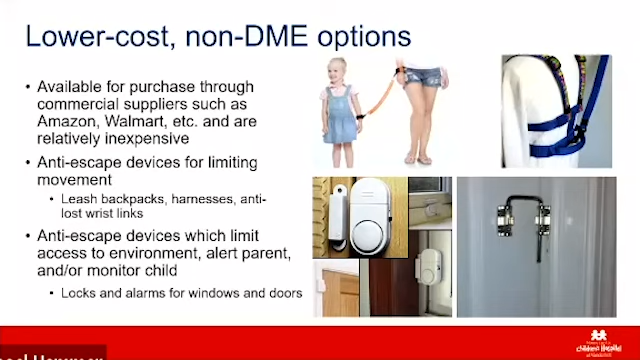 Lower-cost, non-DME options
• Available for purchase through
commercial suppliers such as
Amazon, Walmart, etc. and are
relatively inexpensive
• Anti-escape devices for limiting
movement
• Leash backpacks, harnesses, anti-
lost wrist links
• Anti-escape devices which limit
access to environment, alert parent,
and/or monitor child
• Locks and alarms for windows and doors